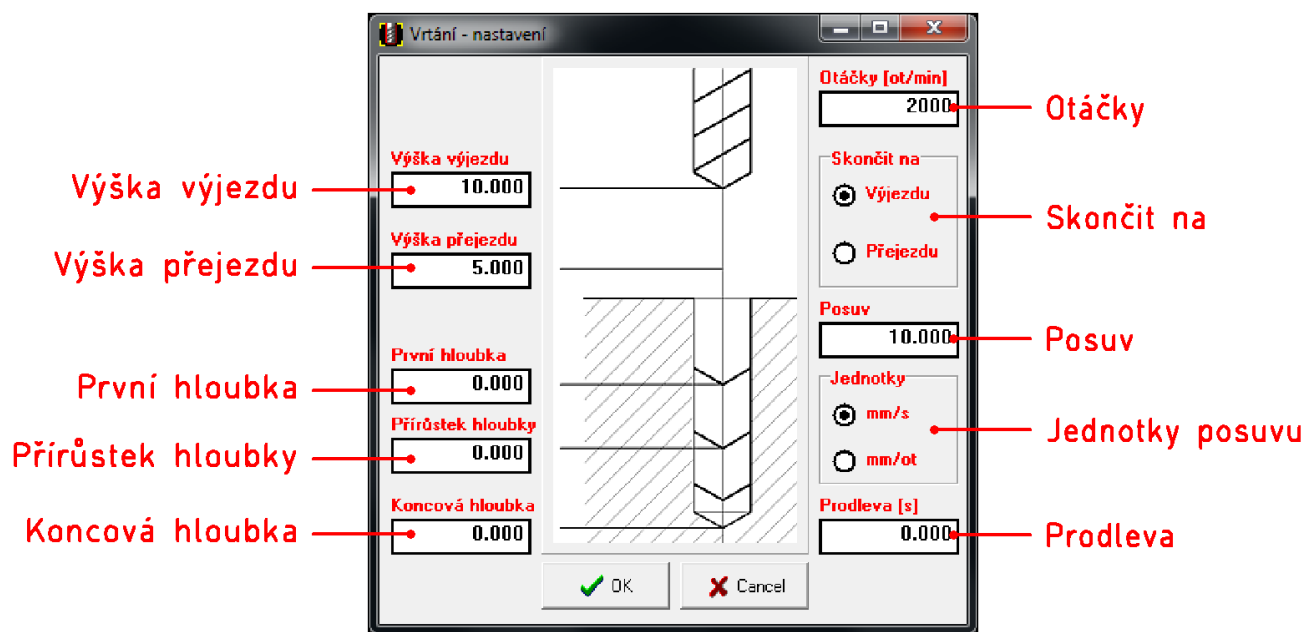 Vrtání - nastavení
Otáčky [ot/min]
2000
Otáčky
Výška výjezdu
Výška výjezdu
10.000
Skončit na
Výjezdu
Přejezdu
Skončit na
Výška přejezdu
Výška přejezdu
5.000
Posuv
10.000
Posuv
První hloubka
První hloubka
0.000
Jednotky
mm/s
mm/ot
Jednotky posuvu
Přírůstek hloubky
Přírůstek hloubky
0.000
Koncová hloubka
Koncová hloubka
0.000
Prodleva [s]
0.000
Prodleva
OK
Cancel